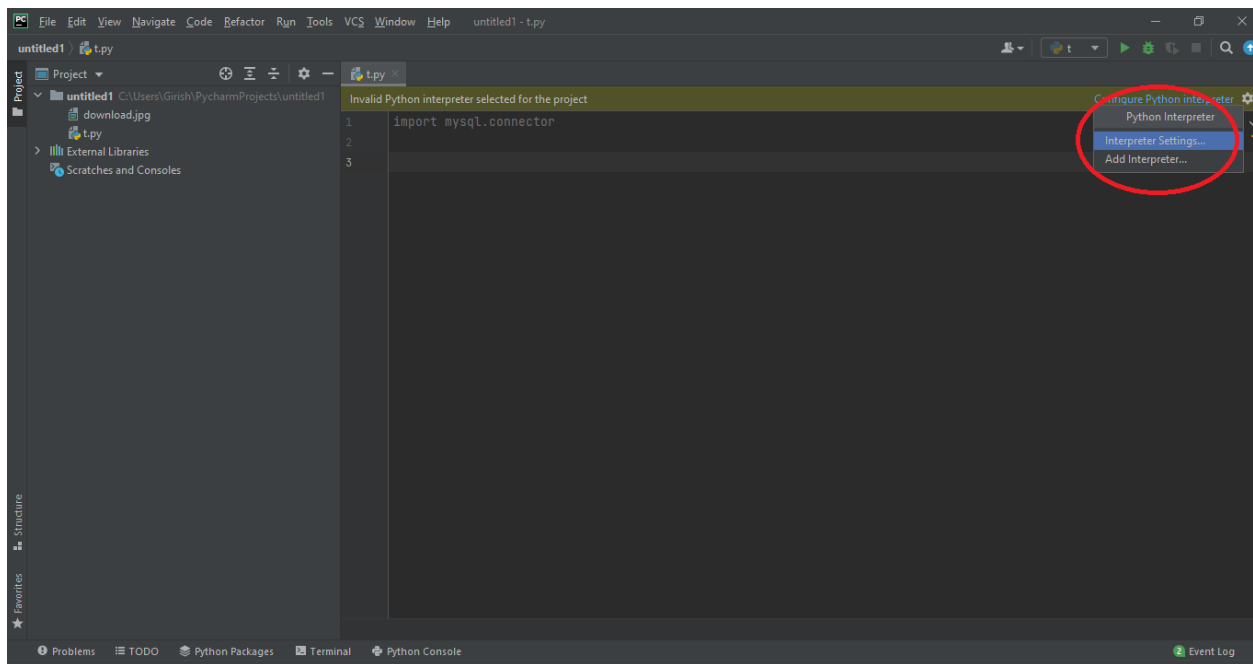 PC File Edit View Navigate Code Refactor Run Tools VCS Window Help untitled1 - t.py
untitled1 t.py t
Project
Project
t.py
untitled1 C:\Users\Girish\PycharmProjects\untitled1
download.jpg
t.py
External Libraries
Scratches and Consoles
Invalid Python interpreter selected for the project Configure Python interpreter
Python Interpreter
Interpreter Settings...
Add Interpreter...
1 import mysql.connector
2
3
Structure
Favorites
Problems TODO Python Packages Terminal Python Console 2 Event Log